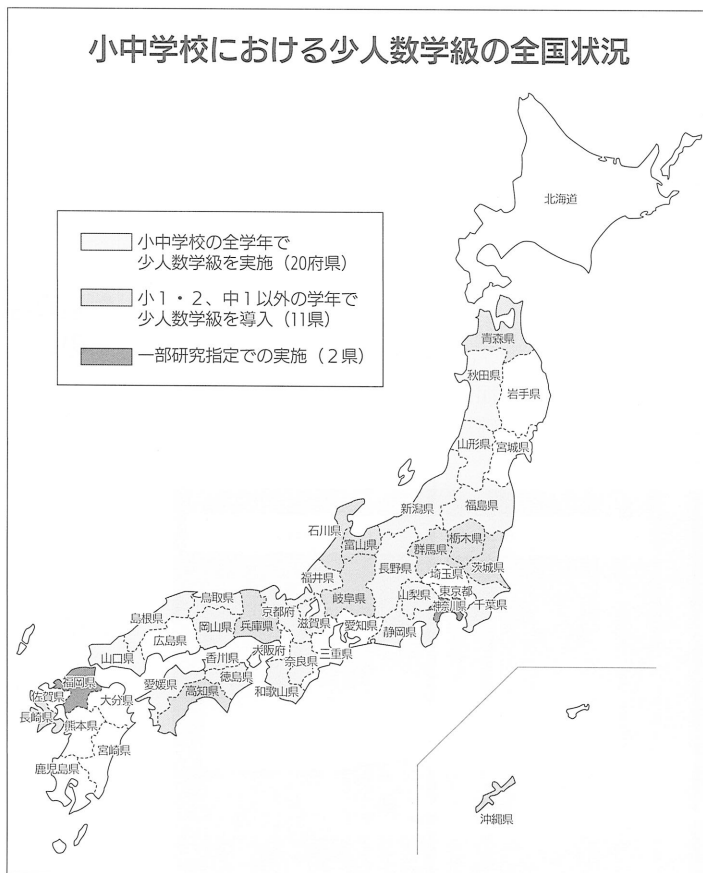 小中学校における少人数学級の全国状況
小中学校の全学年で
少人数学級を実施（20府県）
小１・２、中１以外の学年で
少人数学級を導入（11県）
一部研究指定での実施（２県）
北海道
青森県
秋田県
岩手県
山形県
宮城県
新潟県
福島県
石川県
富山県
群馬県
栃木県
茨城県
福井県
長野県
埼玉県
岐阜県
山梨県
東京都
神奈川県
千葉県
鳥取県
京都府
島根県
岡山県
兵庫県
滋賀県
愛知県
静岡県
広島県
山口県
香川県
大阪府
奈良県
三重県
徳島県
愛媛県
高知県
和歌山県
福岡県
佐賀県
大分県
長崎県
熊本県
宮崎県
鹿児島県
沖縄県